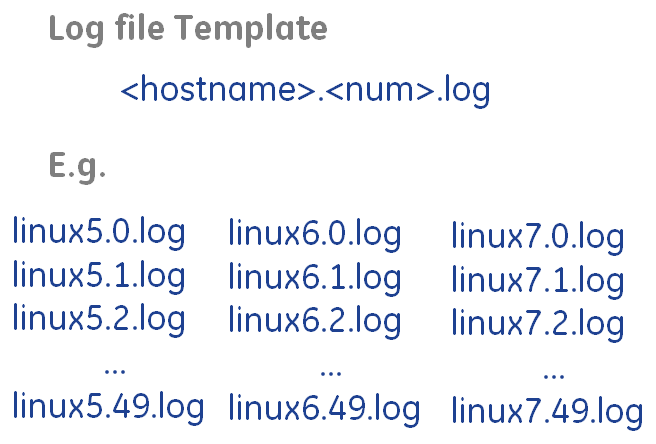 Log file Template
<hostname>.<num>.log
E.g.
linux5.0.log linux6.0.log linux7.0.log
linux5.1.log linux6.1.log linux7.1.log
linux5.2.log linux6.2.log linux7.2.log
... ... ...
linux5.49.log linux6.49.log linux7.49.log